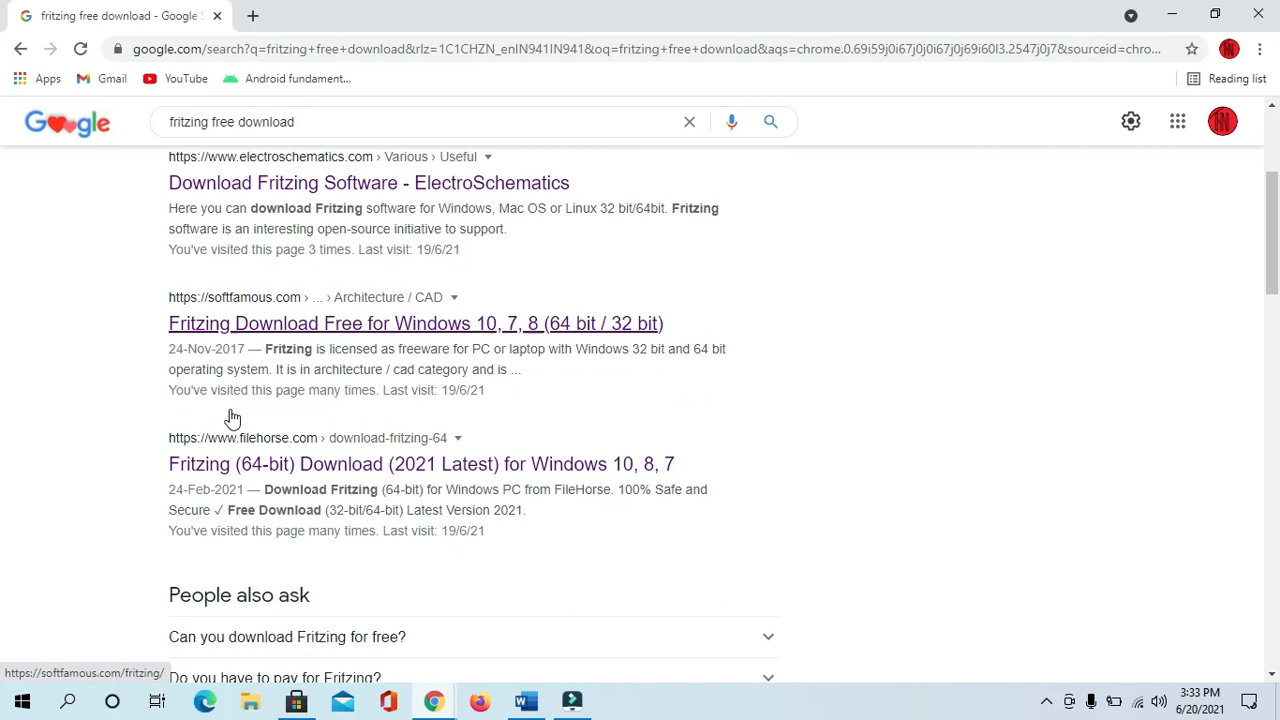 fritzing free download - Google S
google.com/search?q=fritzing+free+download&rlz=1C1CHZN_enIN941IN941&oq=fritzing+free+download&aqs=chrome.0.69i59j0i67j0j0i67j0j69i60l3.2547j0j7&sourceid=chro...
Apps Gmail YouTube Android fundament... Reading list
Google fritzing free download
https://www.electroschematics.com › Various › Useful
Download Fritzing Software - ElectroSchematics
Here you can download Fritzing software for Windows, Mac OS or Linux 32 bit/64bit. Fritzing
software is an interesting open-source initiative to support.
You've visited this page 3 times. Last visit: 19/6/21
https://softfamous.com › ... › Architecture / CAD
Fritzing Download Free for Windows 10, 7, 8 (64 bit / 32 bit)
24-Nov-2017 — Fritzing is licensed as freeware for PC or laptop with Windows 32 bit and 64 bit
operating system. It is in architecture / cad category and is ...
You've visited this page many times. Last visit: 19/6/21
https://www.filehorse.com › download-fritzing-64
Fritzing (64-bit) Download (2021 Latest) for Windows 10, 8, 7
24-Feb-2021 — Download Fritzing (64-bit) for Windows PC from FileHorse. 100% Safe and
Secure ✓ Free Download (32-bit/64-bit) Latest Version 2021.
You've visited this page many times. Last visit: 19/6/21
People also ask
Can you download Fritzing for free?
Do you have to pay for Fritzing?
https://softfamous.com/fritzing/
3:33 PM
6/20/2021